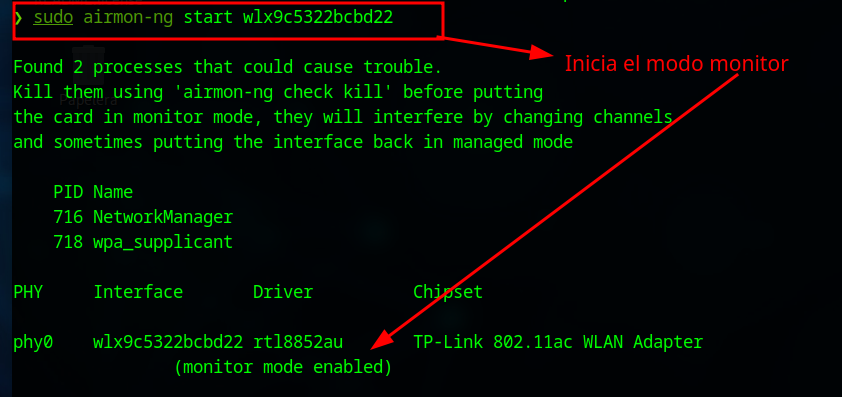 ❯ sudo airmon-ng start wlx9c5322bcbd22
Inicia el modo monitor
Found 2 processes that could cause trouble.
Kill them using 'airmon-ng check kill' before putting
Papelera
the card in monitor mode, they will interfere by changing channels
and sometimes putting the interface back in managed mode
PID Name
716 NetworkManager
718 wpa_supplicant
PHY Interface Driver Chipset
phy0 wlx9c5322bcbd22 rtl8852au TP-Link 802.11ac WLAN Adapter
(monitor mode enabled)